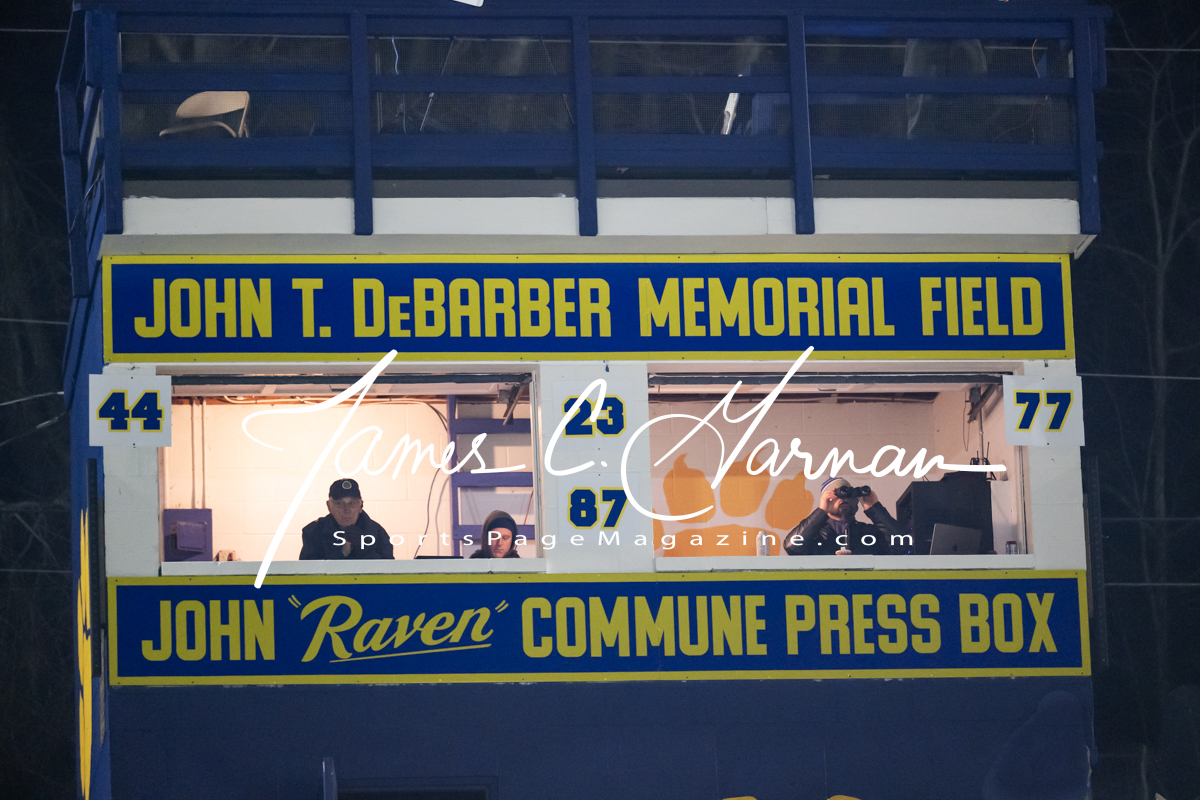 JOHN T. DeBARBER MEMORIAL FIELD
44
23
77
James C. Harnan
87
SportsPageMagazine.com
JOHN "Raven" COMMUNE PRESS BOX